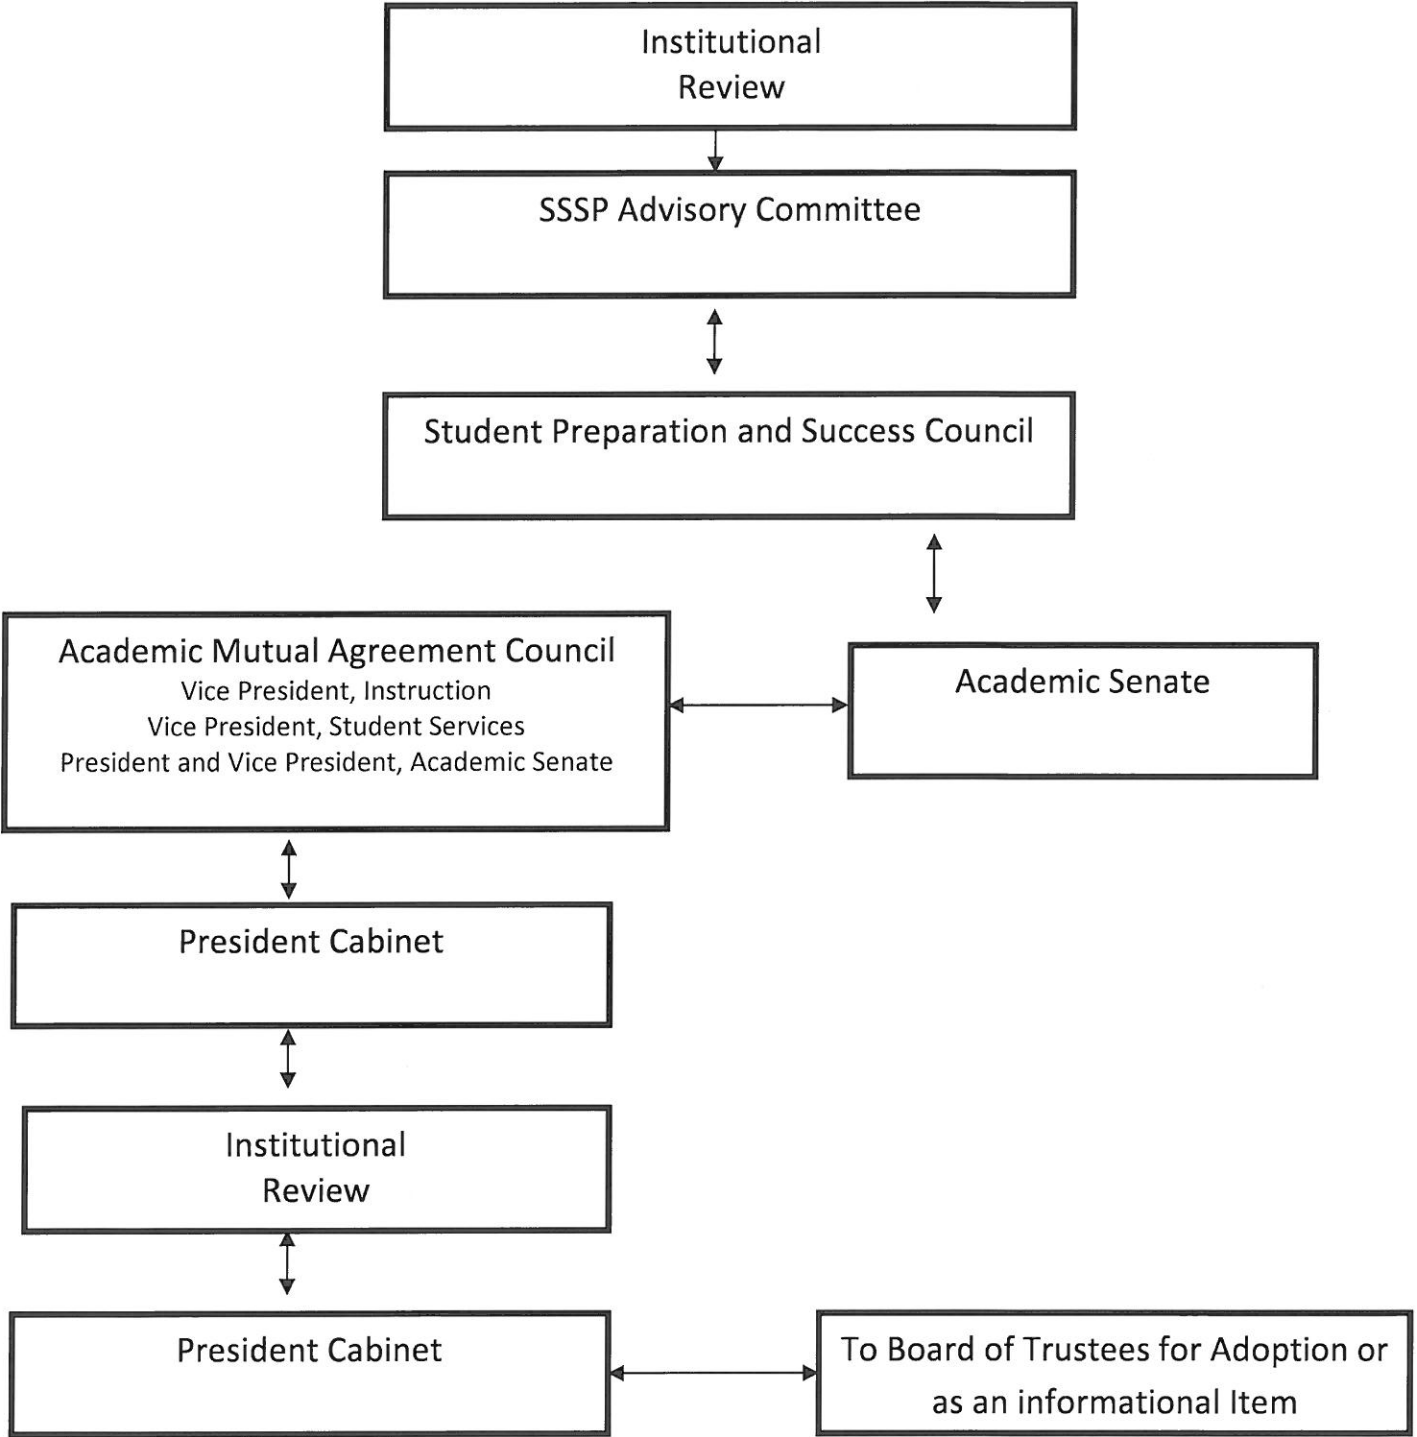 Institutional
Review
SSSP Advisory Committee
Student Preparation and Success Council
Academic Mutual Agreement Council
Vice President, Instruction
Vice President, Student Services
President and Vice President, Academic Senate
Academic Senate
President Cabinet
Institutional
Review
President Cabinet
To Board of Trustees for Adoption or
as an informational Item